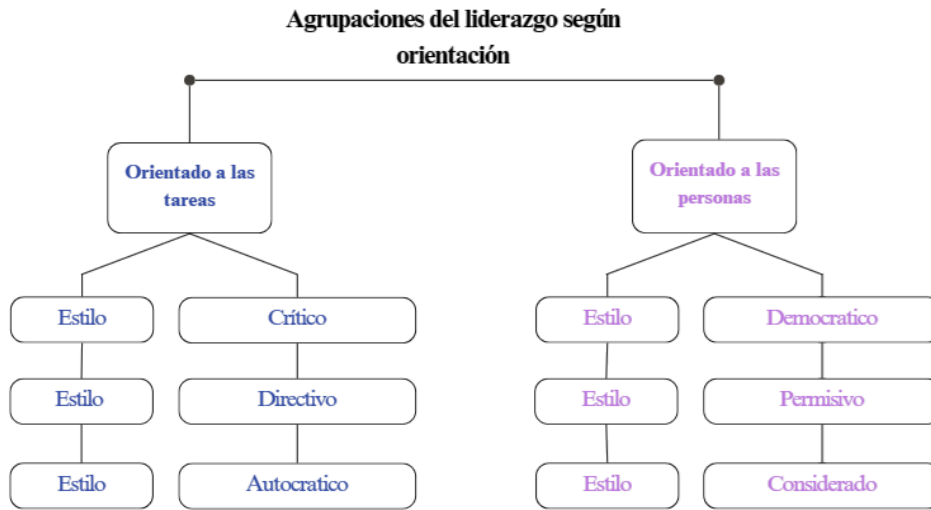 Agrupaciones del liderazgo según
orientación
Orientado a las
tareas
Orientado a las
personas
Estilo Crítico
Estilo Democratico
Estilo Directivo
Estilo Permisivo
Estilo Autocratico
Estilo Considerado